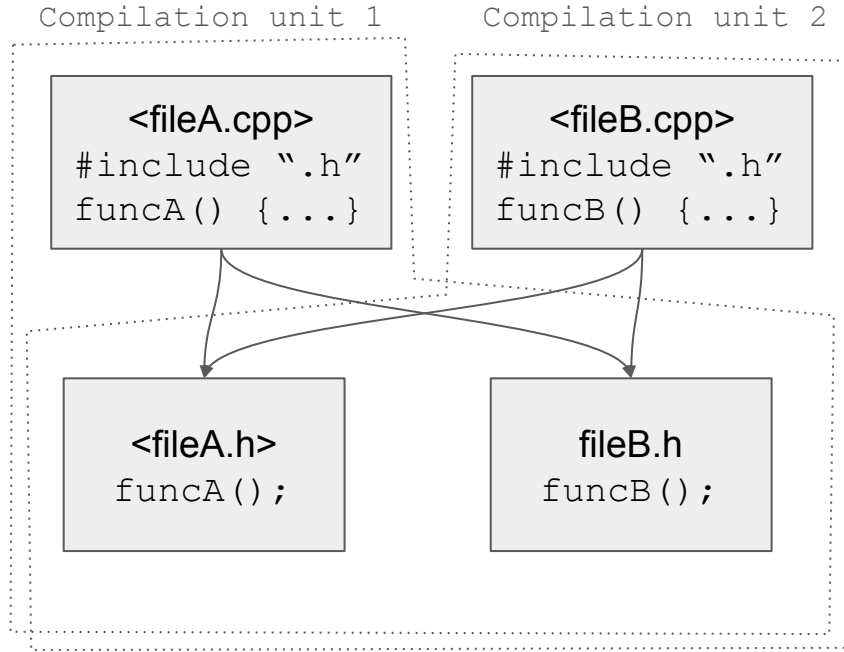 Compilation unit 1
Compilation unit 2
<fileA.cpp>
#include “.h”
funcA() {...}
<fileB.cpp>
#include “.h”
funcB() {...}
<fileA.h>
funcA();
fileB.h
funcB();